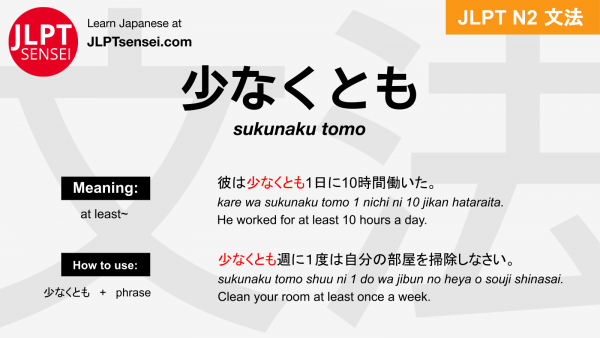 JLPT
SENSEI
Learn Japanese at
JLPTsensei.com
JLPT N2 文法
文法
少なくとも
sukunaku tomo
Meaning:
at least~
彼は少なくとも1日に10時間働いた。
kare wa sukunaku tomo 1 nichi ni 10 jikan hataraita.
He worked for at least 10 hours a day.
How to use:
少なくとも + phrase
少なくとも週に１度は自分の部屋を掃除しなさい。
sukunaku tomo shuu ni 1 do wa jibun no heya o souji shinasai.
Clean your room at least once a week.